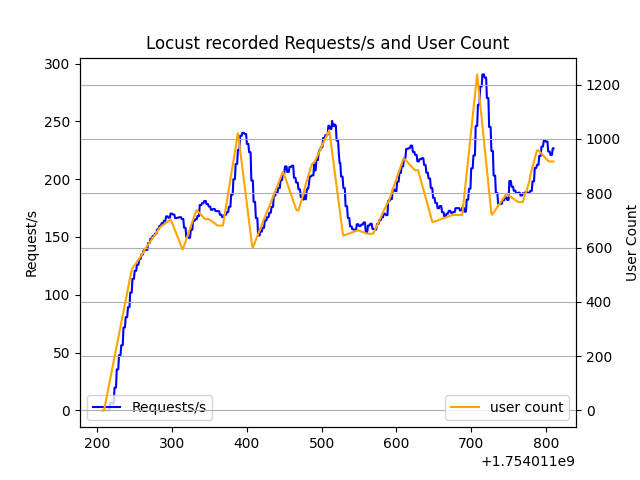 Locust recorded Requests/s and User Count
300
250
200
150
100
50
0
Request/s
1200
1000
800
600
400
200
0
User Count
Requests/s
user count
200 300 400 500 600 700 800
+1.754011e9